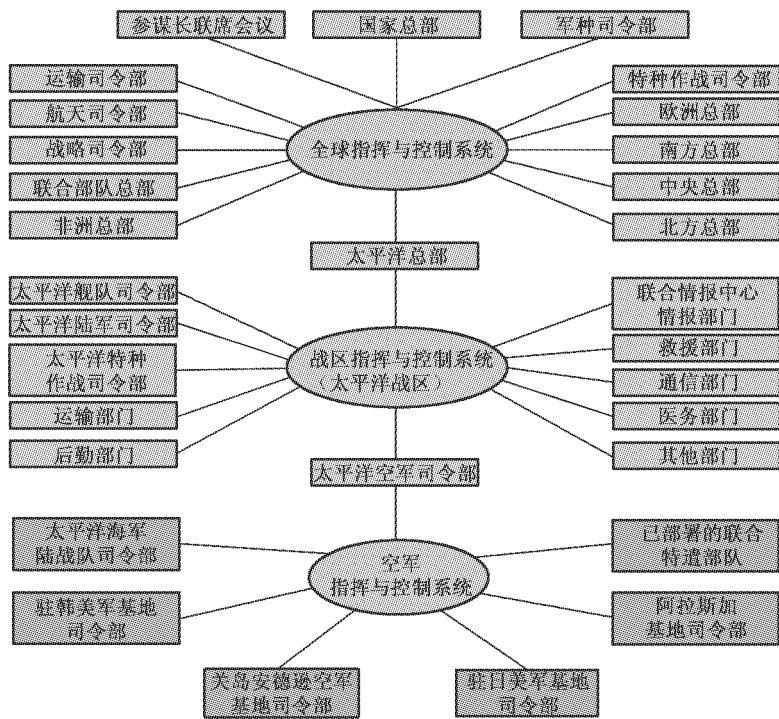 参谋长联席会议
国家总部
军种司令部
运输司令部
特种作战司令部
航天司令部
欧洲总部
战略司令部
全球指挥与控制系统
南方总部
联合部队总部
中央总部
非洲总部
北方总部
太平洋总部
太平洋舰队司令部
联合情报中心
情报部门
太平洋陆军司令部
太平洋特种
作战司令部
战区指挥与控制系统
（太平洋战区）
救援部门
通信部门
运输部门
医务部门
后勤部门
其他部门
太平洋空军司令部
太平洋海军
陆战队司令部
已部署的联合
特遣部队
空军
指挥与控制系统
驻韩美军基地
司令部
阿拉斯加
基地司令部
关岛安德逊空军
基地司令部
驻日美军基地
司令部